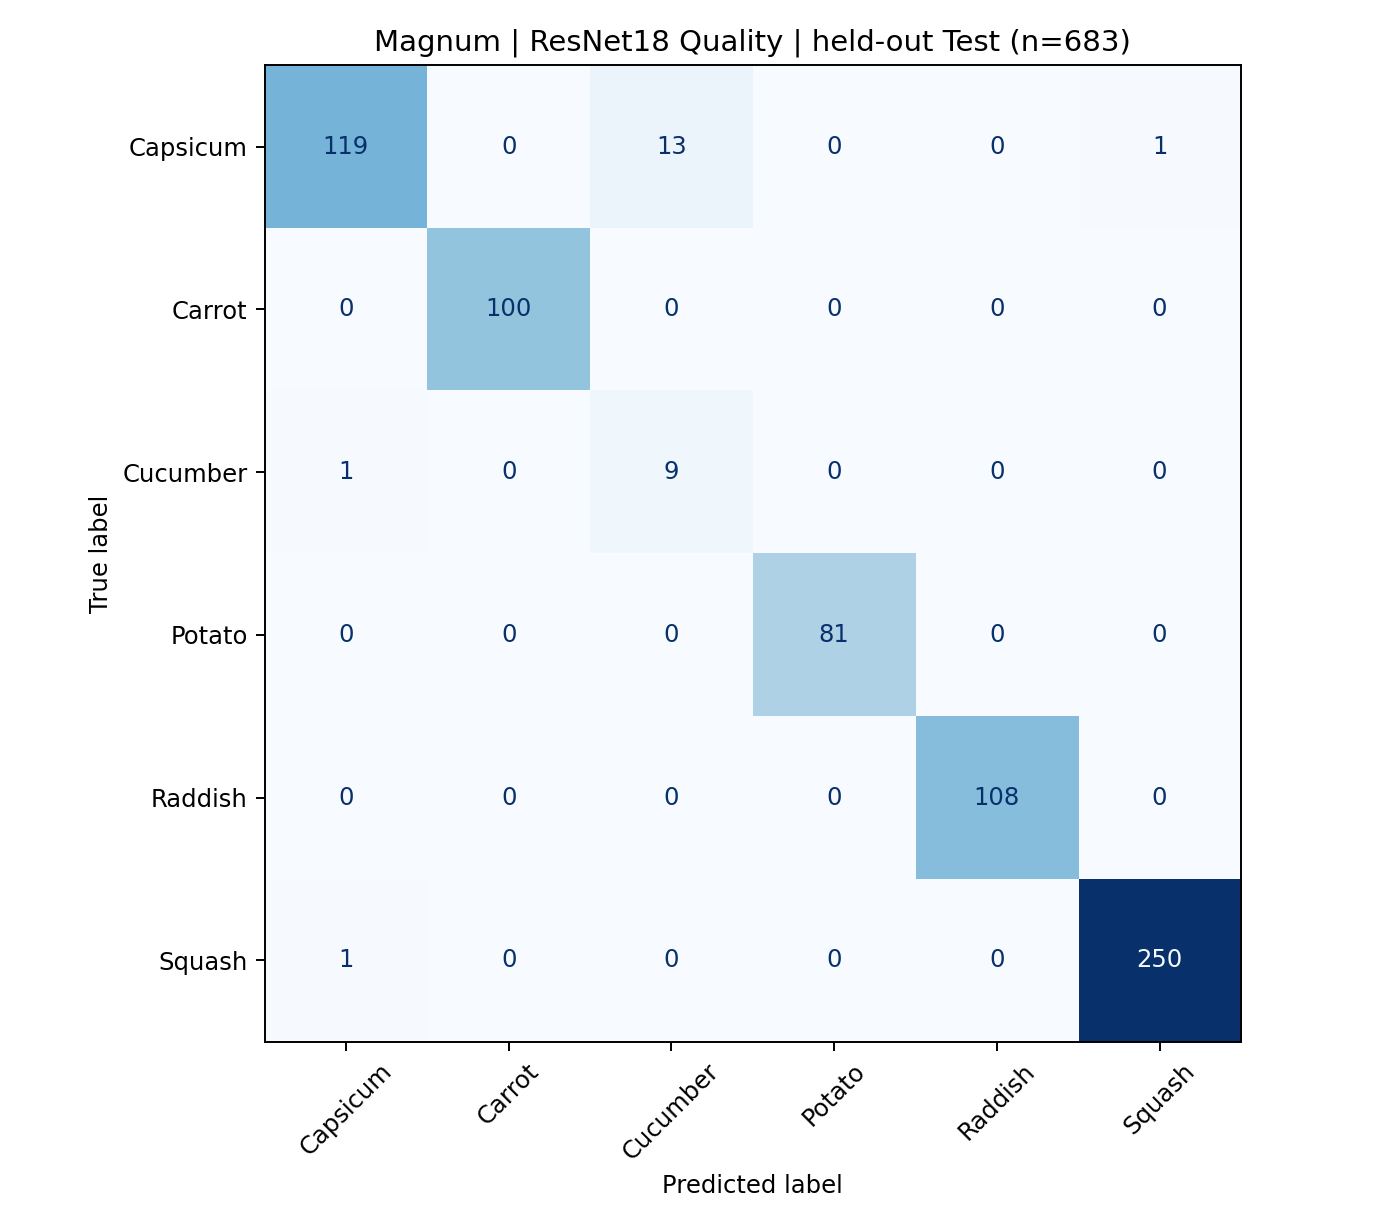 Magnum | ResNet18 Quality | held-out Test (n=683)
Capsicum 119 0 13 0 0 1
Carrot 0 100 0 0 0 0
Cucumber 1 0 9 0 0 0
Potato 0 0 0 81 0 0
Raddish 0 0 0 0 108 0
Squash 1 0 0 0 0 250
True label
Capsicum Carrot Cucumber Potato Raddish Squash
Predicted label